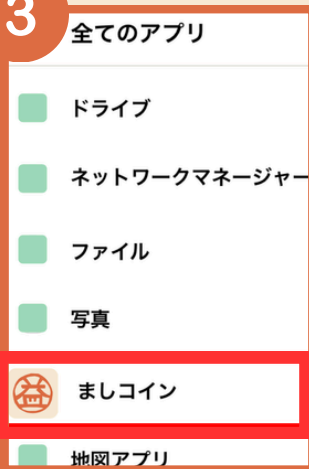 3
全てのアプリ
ドライブ
ネットワークマネージャー
ファイル
写真
益
ましコイン
地図アプリ